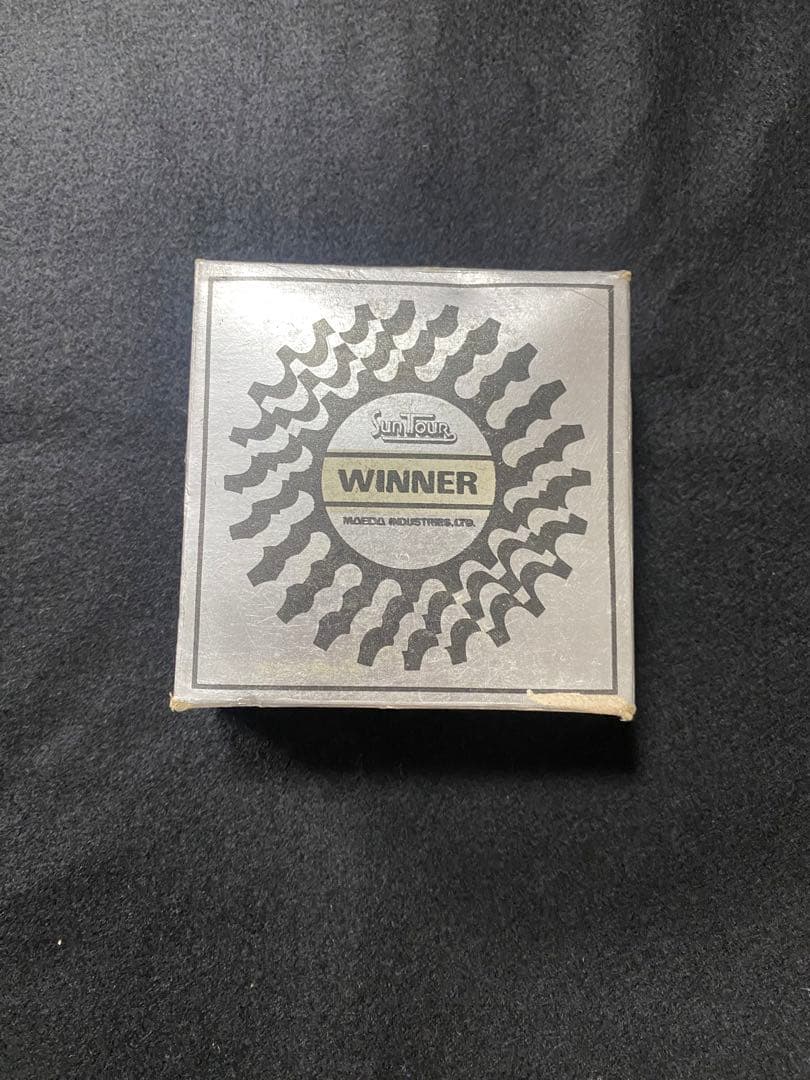 SunTour
WINNER
MAEDA INDUSTRIES, LTD.